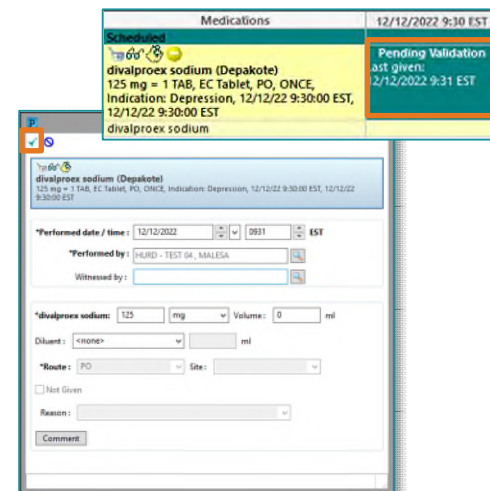 Medications
12/12/2022 9:30 EST
Scheduled
divalproex sodium (Depakote)
125 mg = 1 TAB, EC Tablet, PO, ONCE,
Indication: Depression, 12/12/22 9:30:00 EST,
12/12/22 9:30:00 EST
divalproex sodium
Pending Validation
ast given:
12/12/2022 9:31 EST
P
divalproex sodium (Depakote)
125 mg = 1 TAB, EC Tablet, PO, ONCE, Indication: Depression, 12/12/22 9:30:00 EST, 12/12/22
9:30:00 EST
*Performed date / time : 12/12/2022 0931 EST
*Performed by : HURD - TEST 04 , MALESA
Witnessed by :
*divalproex sodium: 125 mg Volume : 0 ml
Diluent : <none> ml
*Route : PO Site :
Not Given
Reason :
Comment